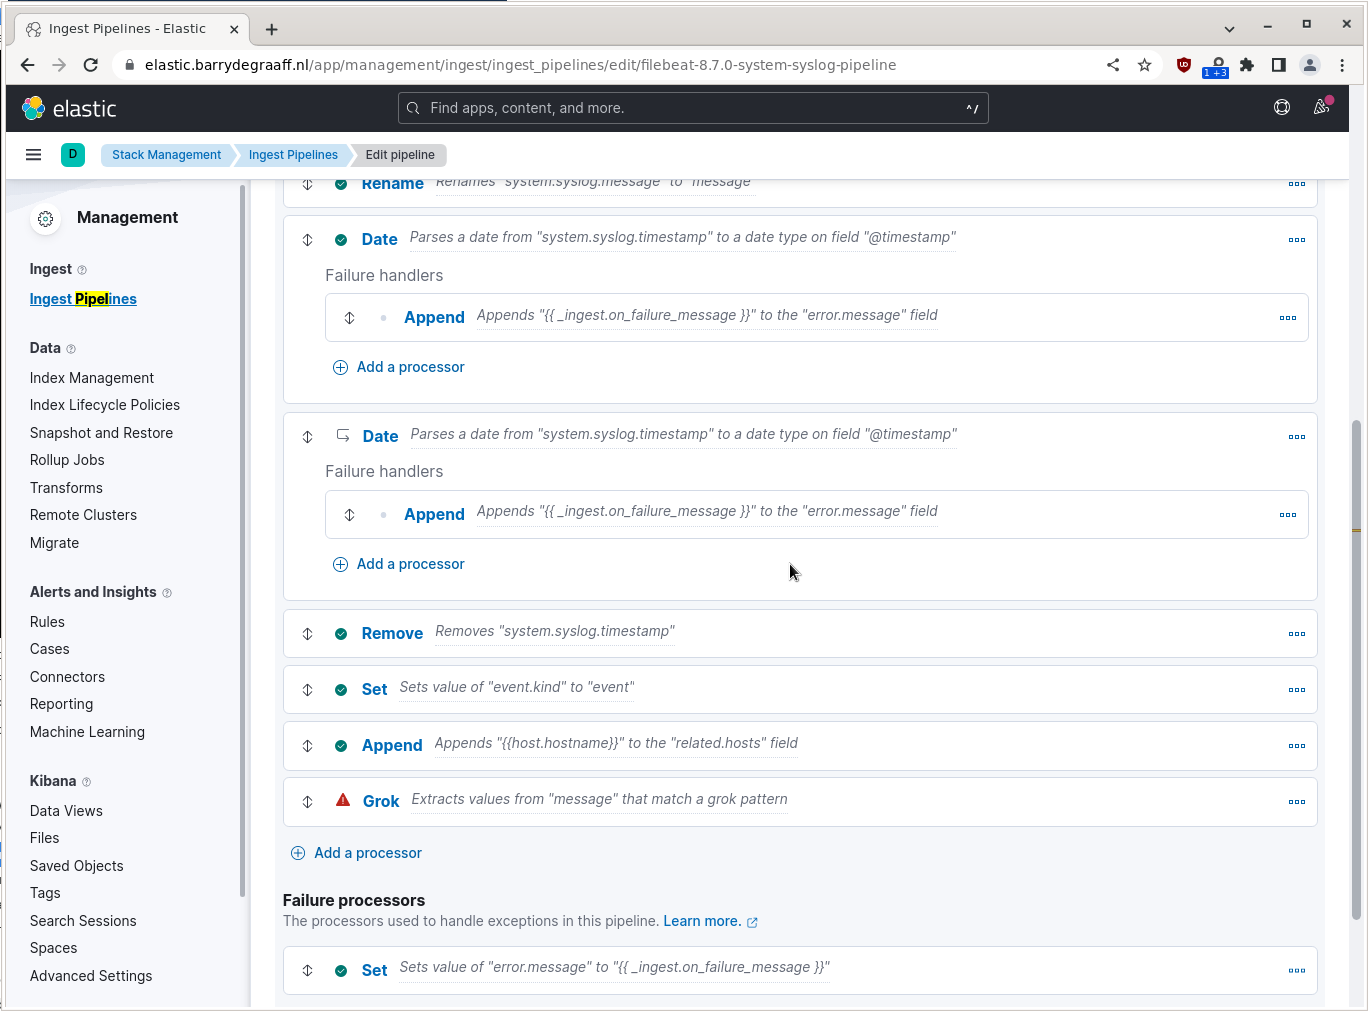 Ingest Pipelines - Elastic
elastic.barrydegraaff.nl/app/management/ingest/ingest_pipelines/edit/filebeat-8.7.0-system-syslog-pipeline
1 +3
elastic
Find apps, content, and more.
^/
D
Stack Management
Ingest Pipelines
Edit pipeline
Management
Ingest
Ingest Pipelines
Data
Index Management
Index Lifecycle Policies
Snapshot and Restore
Rollup Jobs
Transforms
Remote Clusters
Migrate
Alerts and Insights
Rules
Cases
Connectors
Reporting
Machine Learning
Kibana
Data Views
Files
Saved Objects
Tags
Search Sessions
Spaces
Advanced Settings
Rename Renames "system.syslog.message" to "message"
Date Parses a date from "system.syslog.timestamp" to a date type on field "@timestamp"
Failure handlers
Append Appends "{{ _ingest.on_failure_message }}" to the "error.message" field
Add a processor
Date Parses a date from "system.syslog.timestamp" to a date type on field "@timestamp"
Failure handlers
Append Appends "{{ _ingest.on_failure_message }}" to the "error.message" field
Add a processor
Remove Removes "system.syslog.timestamp"
Set Sets value of "event.kind" to "event"
Append Appends "{{host.hostname}}" to the "related.hosts" field
Grok Extracts values from "message" that match a grok pattern
Add a processor
Failure processors
The processors used to handle exceptions in this pipeline. Learn more.
Set Sets value of "error.message" to "{{ _ingest.on_failure_message }}"